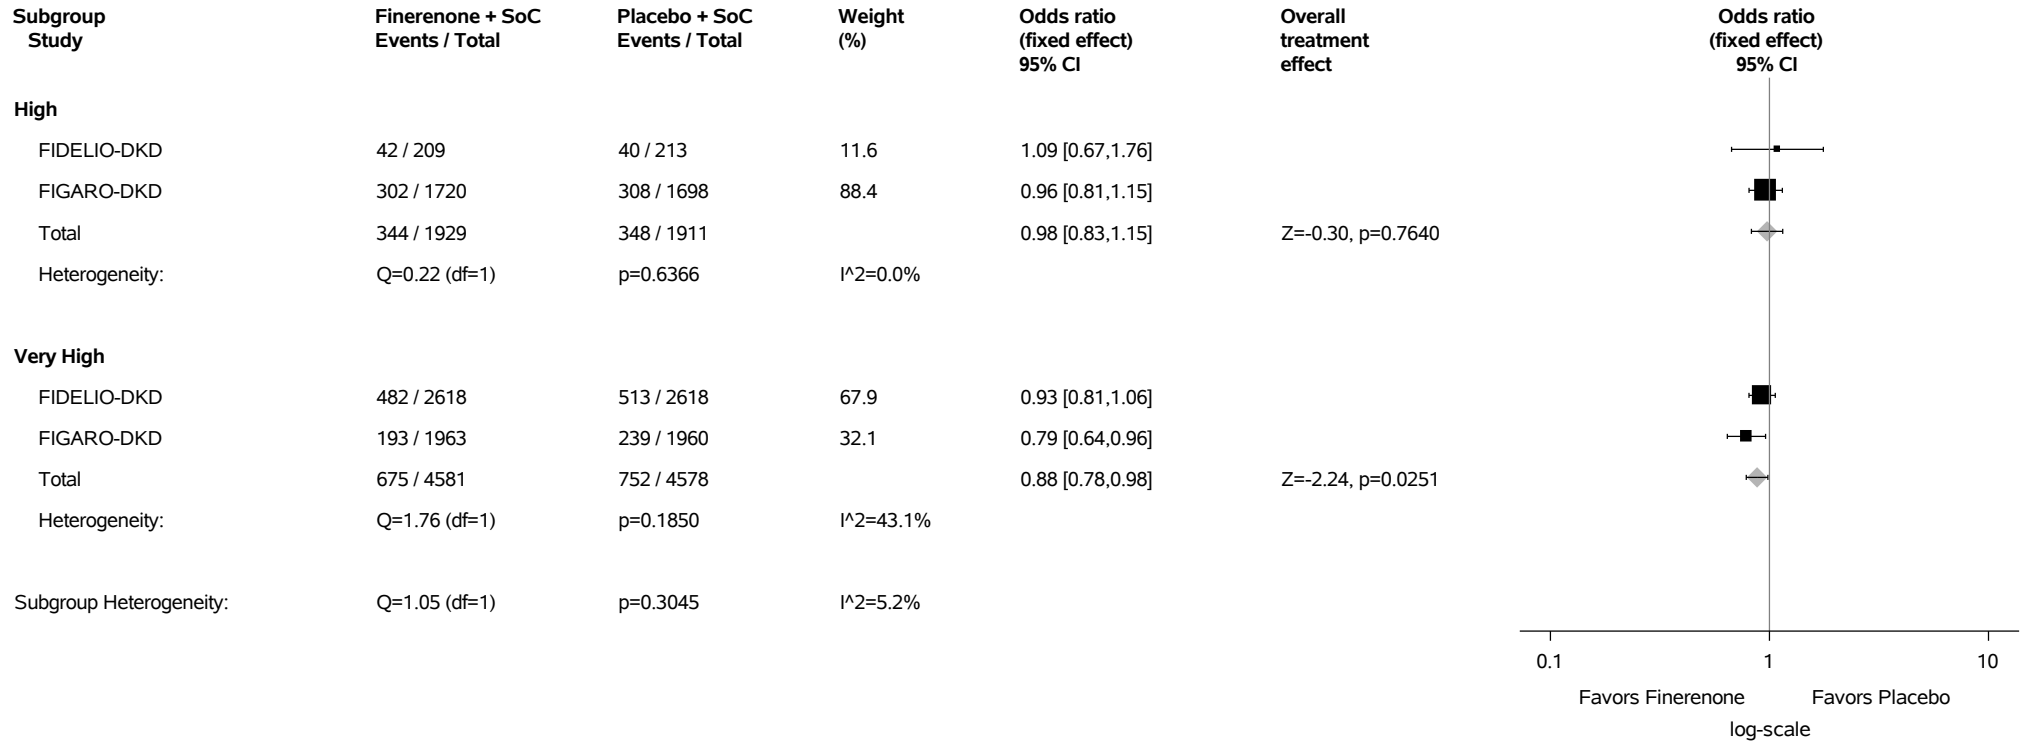 Subgroup Finerenone + SoC Placebo + SoC Weight Odds ratio Overall Odds ratio
Study Events / Total Events / Total (%) (fixed effect) treatment (fixed effect)
95% CI effect 95% CI
High
FIDELIO-DKD 42 / 209 40 / 213 11.6 1.09 [0.67,1.76]
FIGARO-DKD 302 / 1720 308 / 1698 88.4 0.96 [0.81,1.15]
Total 344 / 1929 348 / 1911 0.98 [0.83,1.15] Z=-0.30, p=0.7640
Heterogeneity: Q=0.22 (df=1) p=0.6366 I^2=0.0%
Very High
FIDELIO-DKD 482 / 2618 513 / 2618 67.9 0.93 [0.81,1.06]
FIGARO-DKD 193 / 1963 239 / 1960 32.1 0.79 [0.64,0.96]
Total 675 / 4581 752 / 4578 0.88 [0.78,0.98] Z=-2.24, p=0.0251
Heterogeneity: Q=1.76 (df=1) p=0.1850 I^2=43.1%
Subgroup Heterogeneity: Q=1.05 (df=1) p=0.3045 I^2=5.2%
0.1 1 10
Favors Finerenone Favors Placebo
log-scale